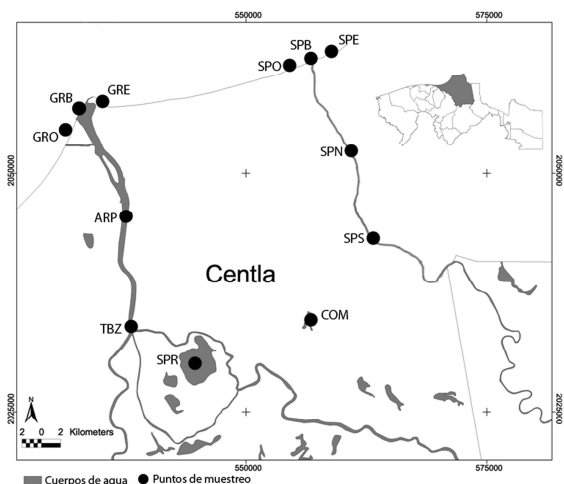 550000
575000
SPE
SPB
SPO
GRE
GRB
GRO
2050000
2050000
SPN
ARP
SPS
Centla
COM
TBZ
SPR
N
2 0 2 Kilometers
2025000
2025000
550000
575000
Cuerpos de agua
Puntos de muestreo